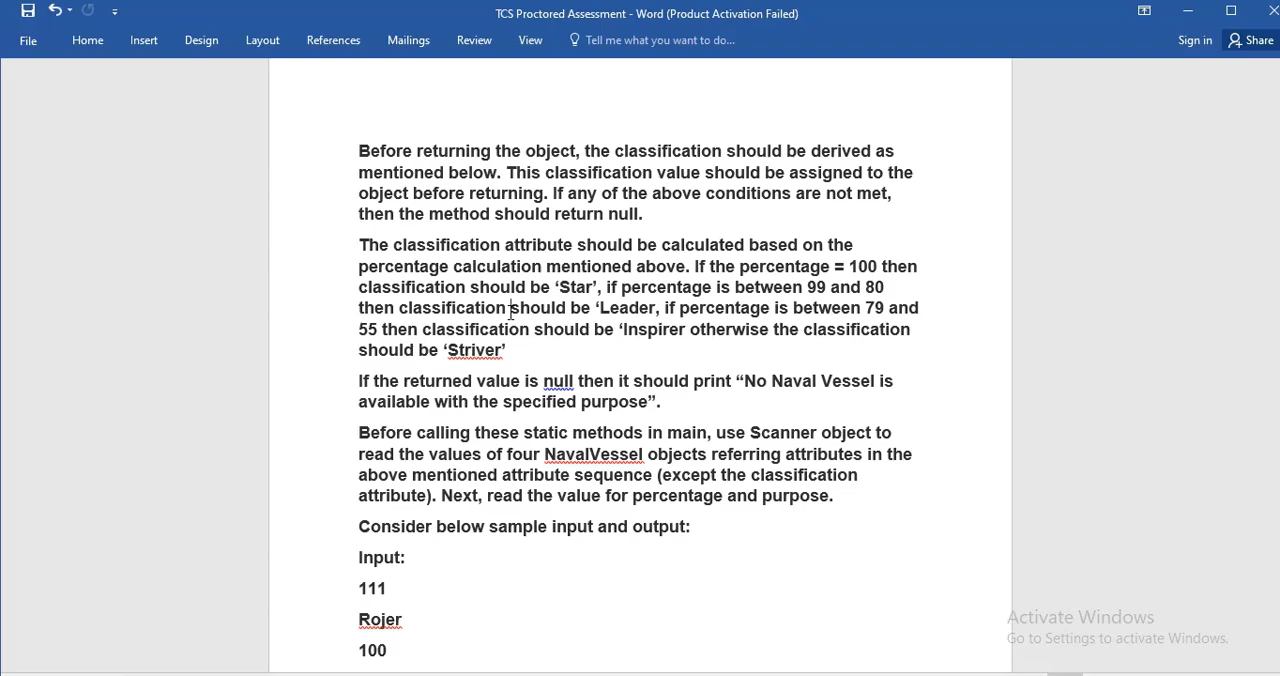 TCS Proctored Assessment - Word (Product Activation Failed)
File Home Insert Design Layout References Mailings Review View Tell me what you want to do... Sign in Share
Before returning the object, the classification should be derived as
mentioned below. This classification value should be assigned to the
object before returning. If any of the above conditions are not met,
then the method should return null.
The classification attribute should be calculated based on the
percentage calculation mentioned above. If the percentage = 100 then
classification should be ‘Star’, if percentage is between 99 and 80
then classification should be ‘Leader, if percentage is between 79 and
55 then classification should be ‘Inspirer otherwise the classification
should be ‘Striver’
If the returned value is null then it should print “No Naval Vessel is
available with the specified purpose”.
Before calling these static methods in main, use Scanner object to
read the values of four NavalVessel objects referring attributes in the
above mentioned attribute sequence (except the classification
attribute). Next, read the value for percentage and purpose.
Consider below sample input and output:
Input:
111
Rojer
100
Activate Windows
Go to Settings to activate Windows.